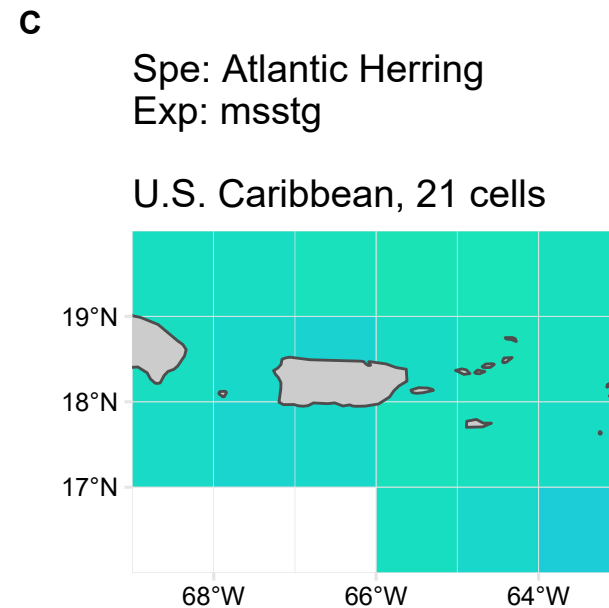 C
Spe: Atlantic Herring
Exp: msstg
U.S. Caribbean, 21 cells
19°N
18°N
17°N
68°W
66°W
64°W